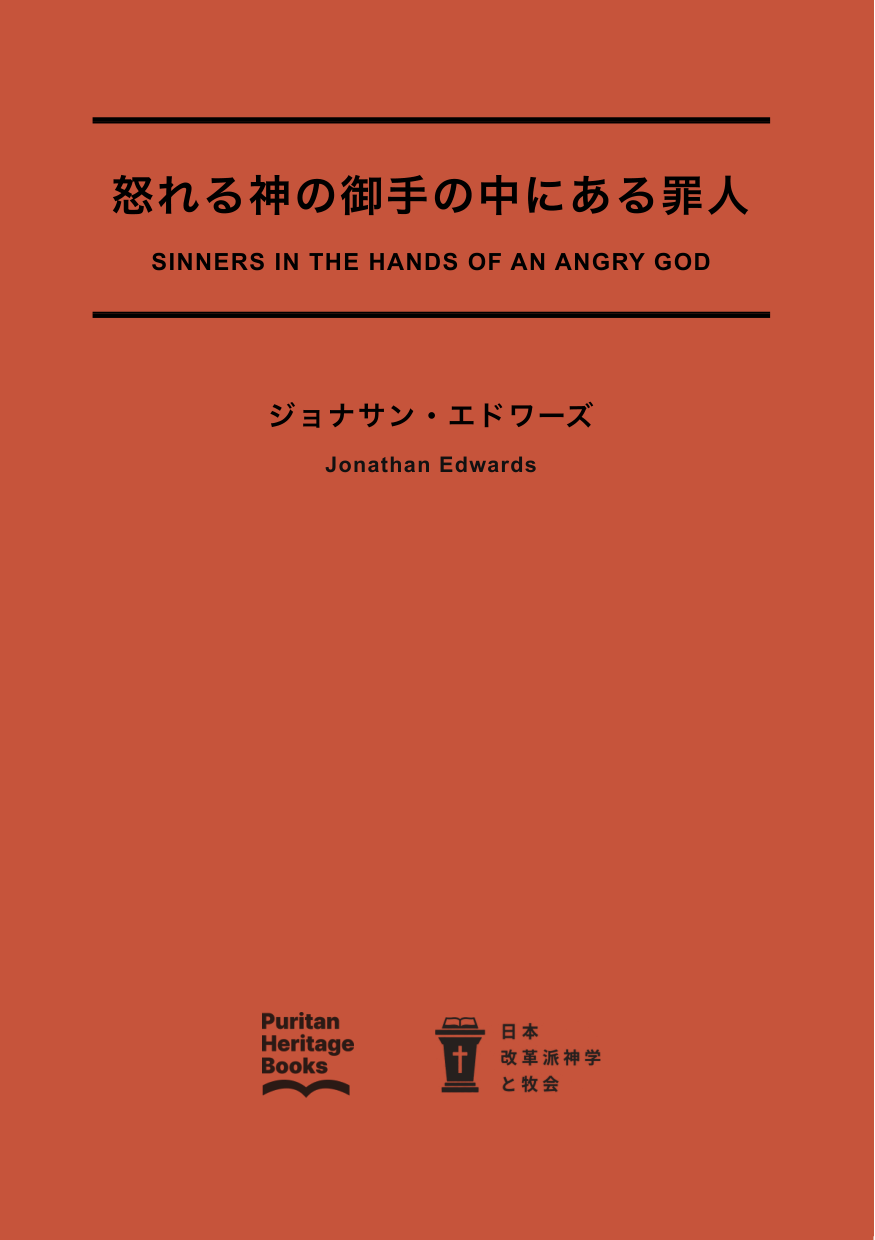 怒れる神の御手の中にある罪人
SINNERS IN THE HANDS OF AN ANGRY GOD
ジョナサン・エドワーズ
Jonathan Edwards
Puritan
Heritage
Books
日本
改革派神学
と牧会